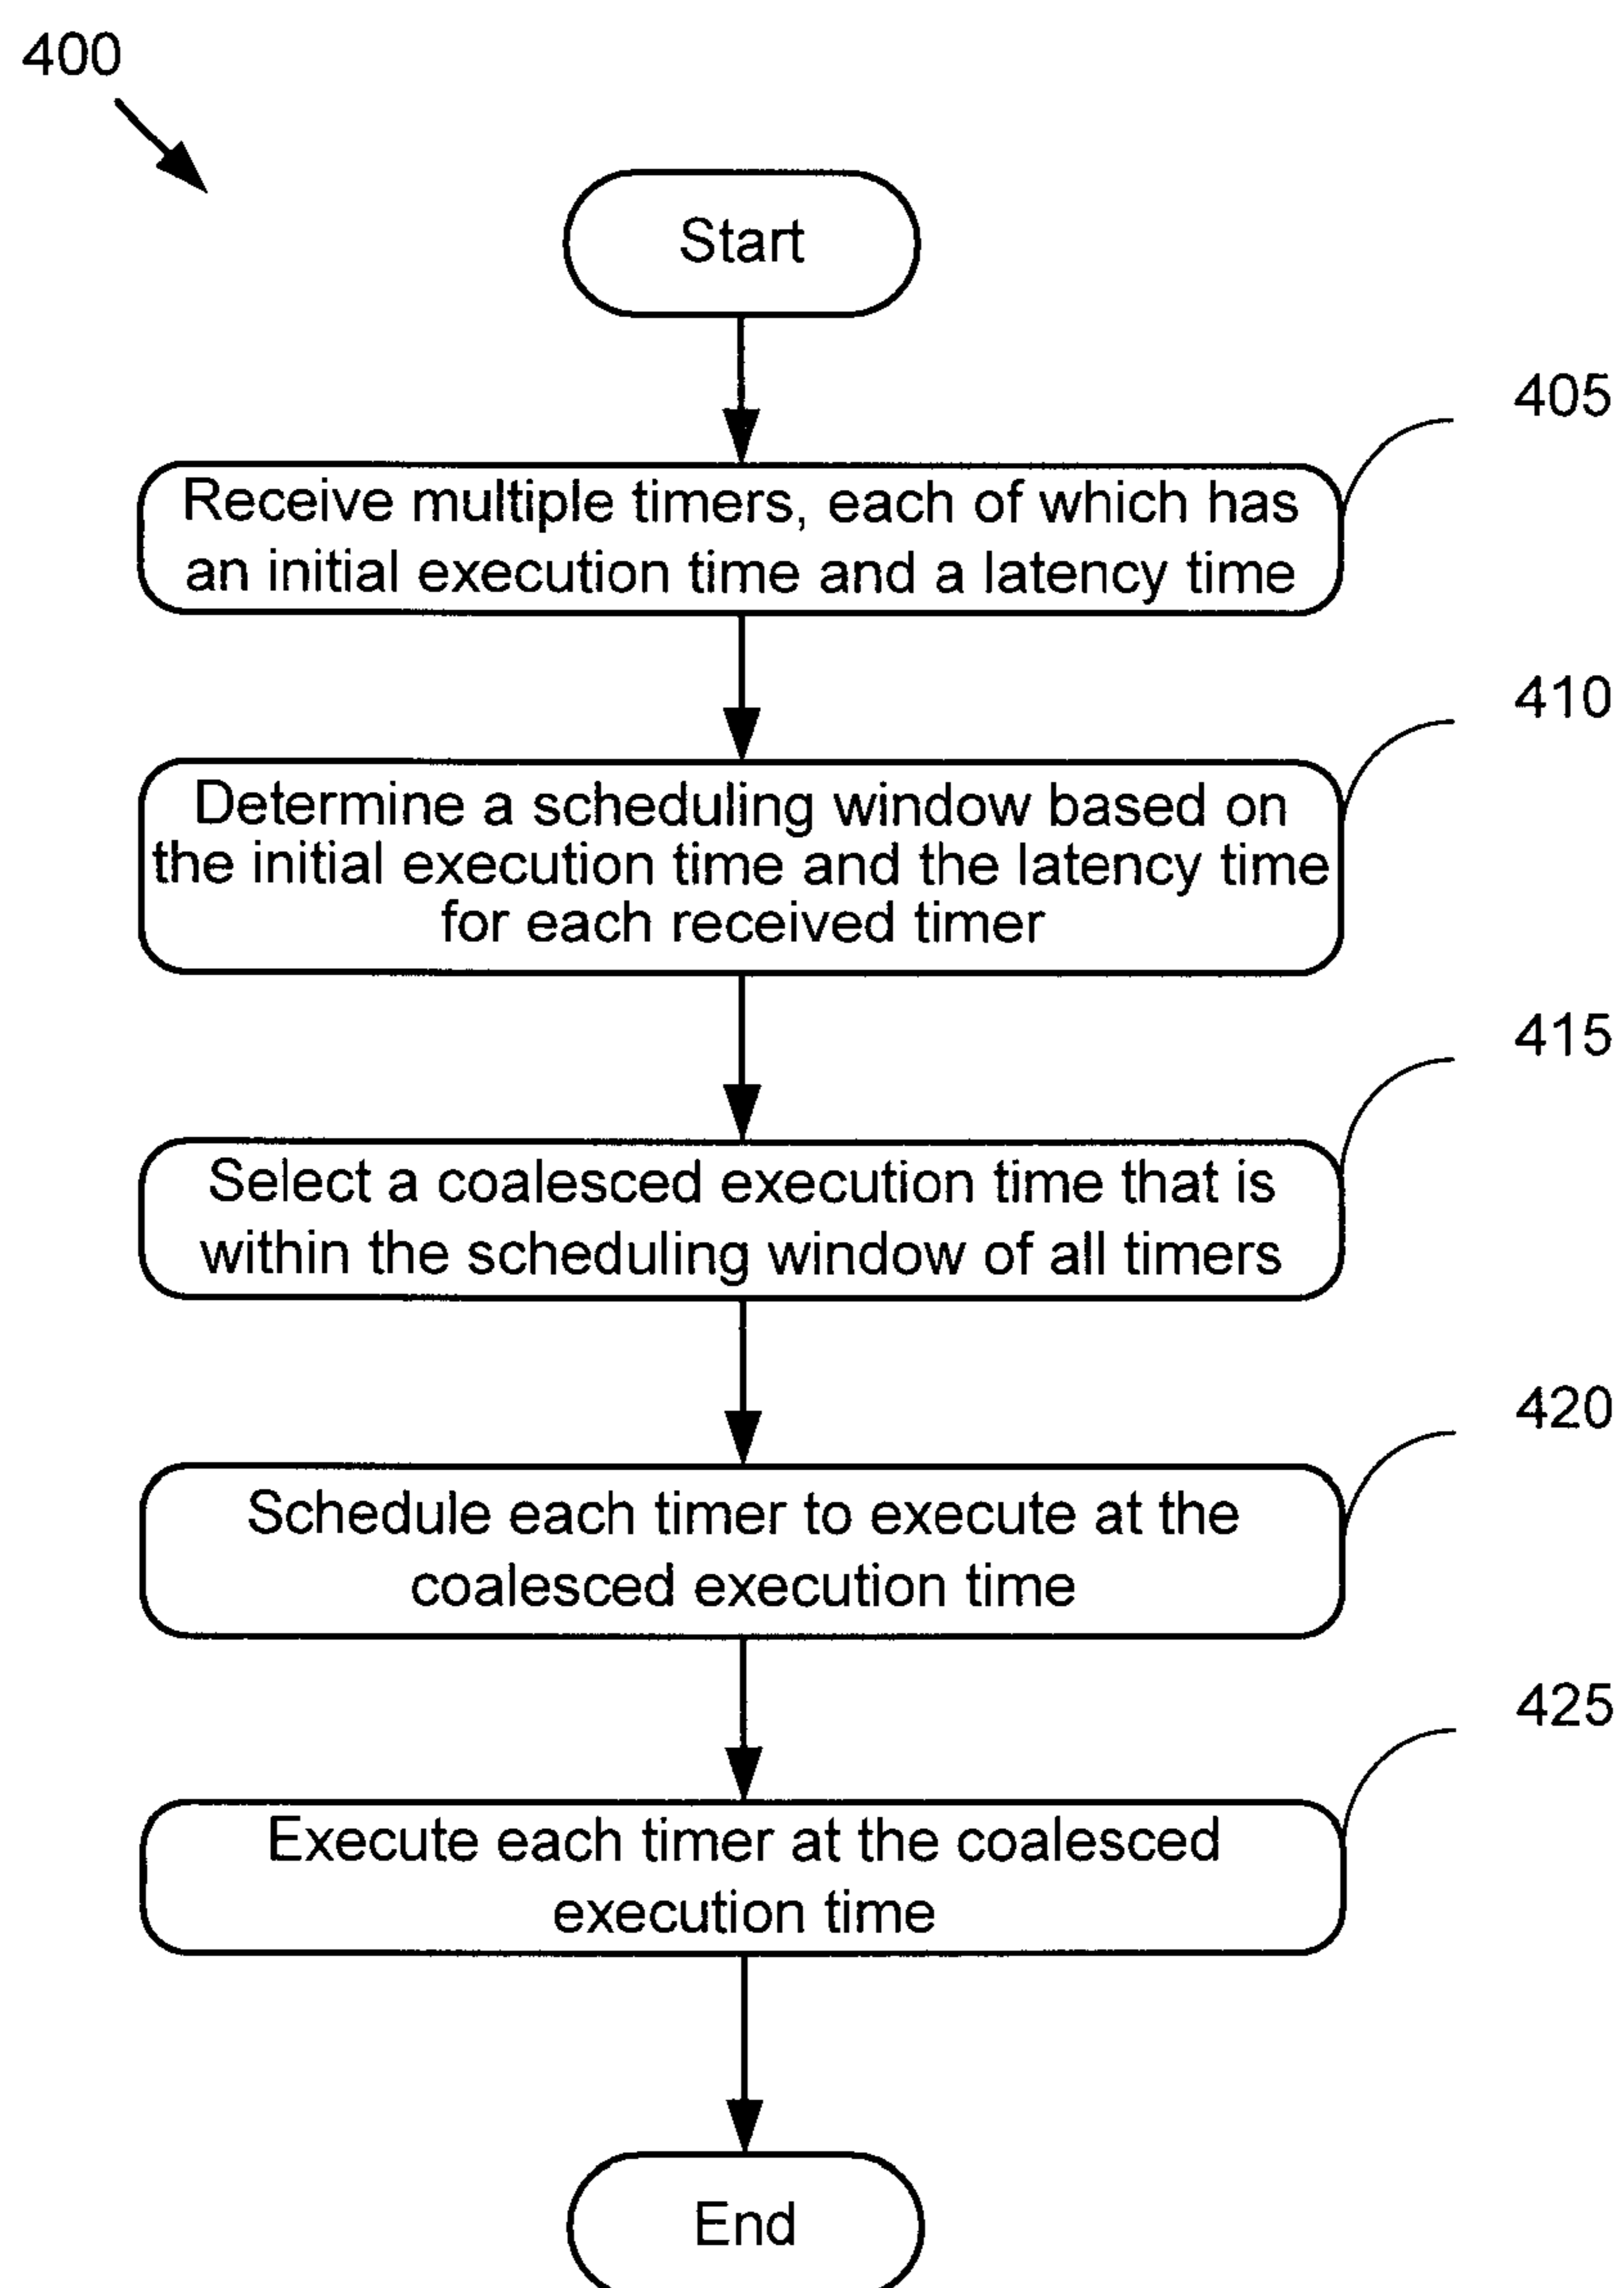 400
Start
405
Receive multiple timers, each of which has
an initial execution time and a latency time
410
Determine a scheduling window based on
the initial execution time and the latency time
for each received timer
415
Select a coalesced execution time that is
within the scheduling window of all timers
420
Schedule each timer to execute at the
coalesced execution time
425
Execute each timer at the coalesced
execution time
End